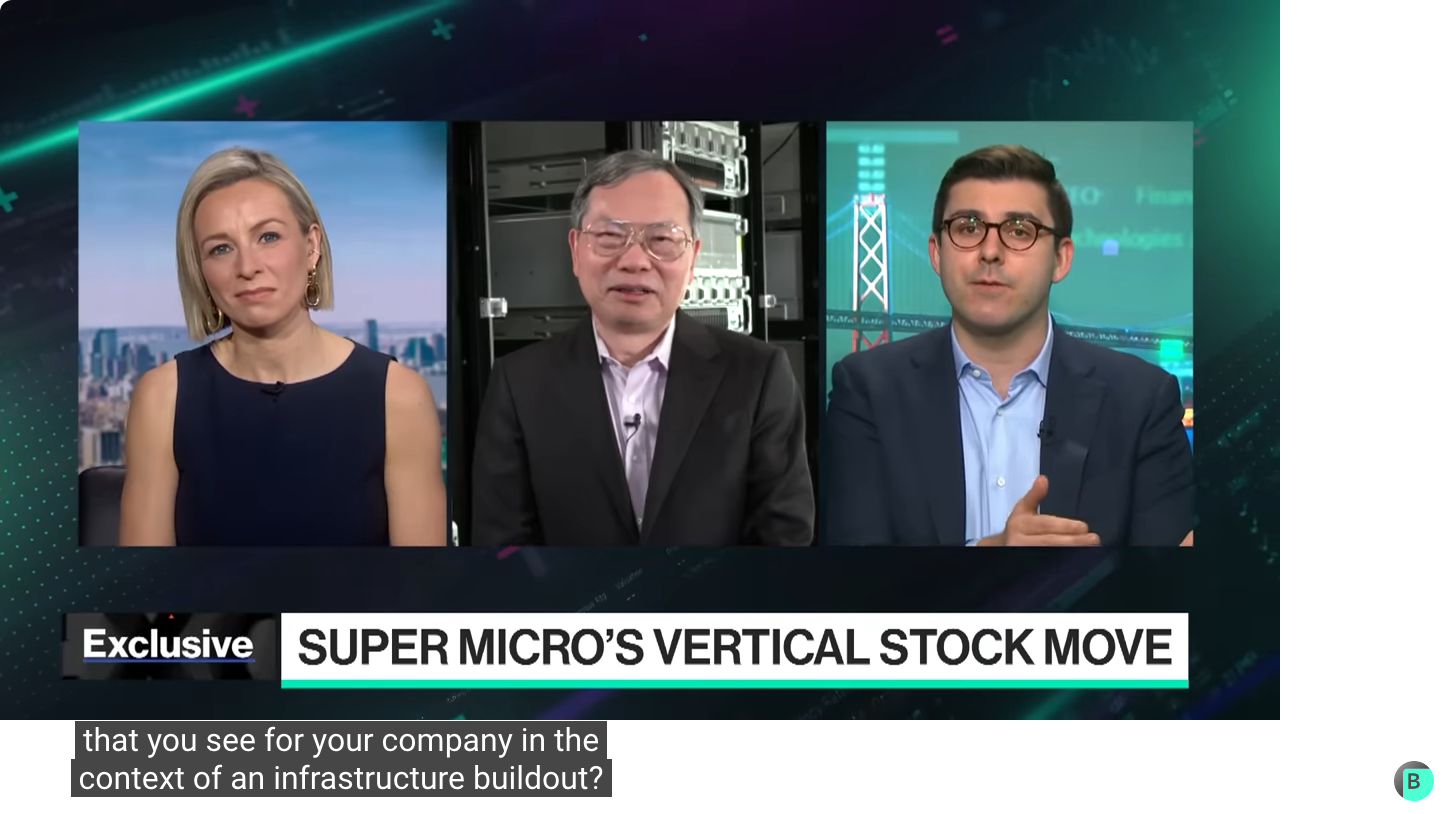 Exclusive
SUPER MICRO'S VERTICAL STOCK MOVE
that you see for your company in the
context of an infrastructure buildout?
B